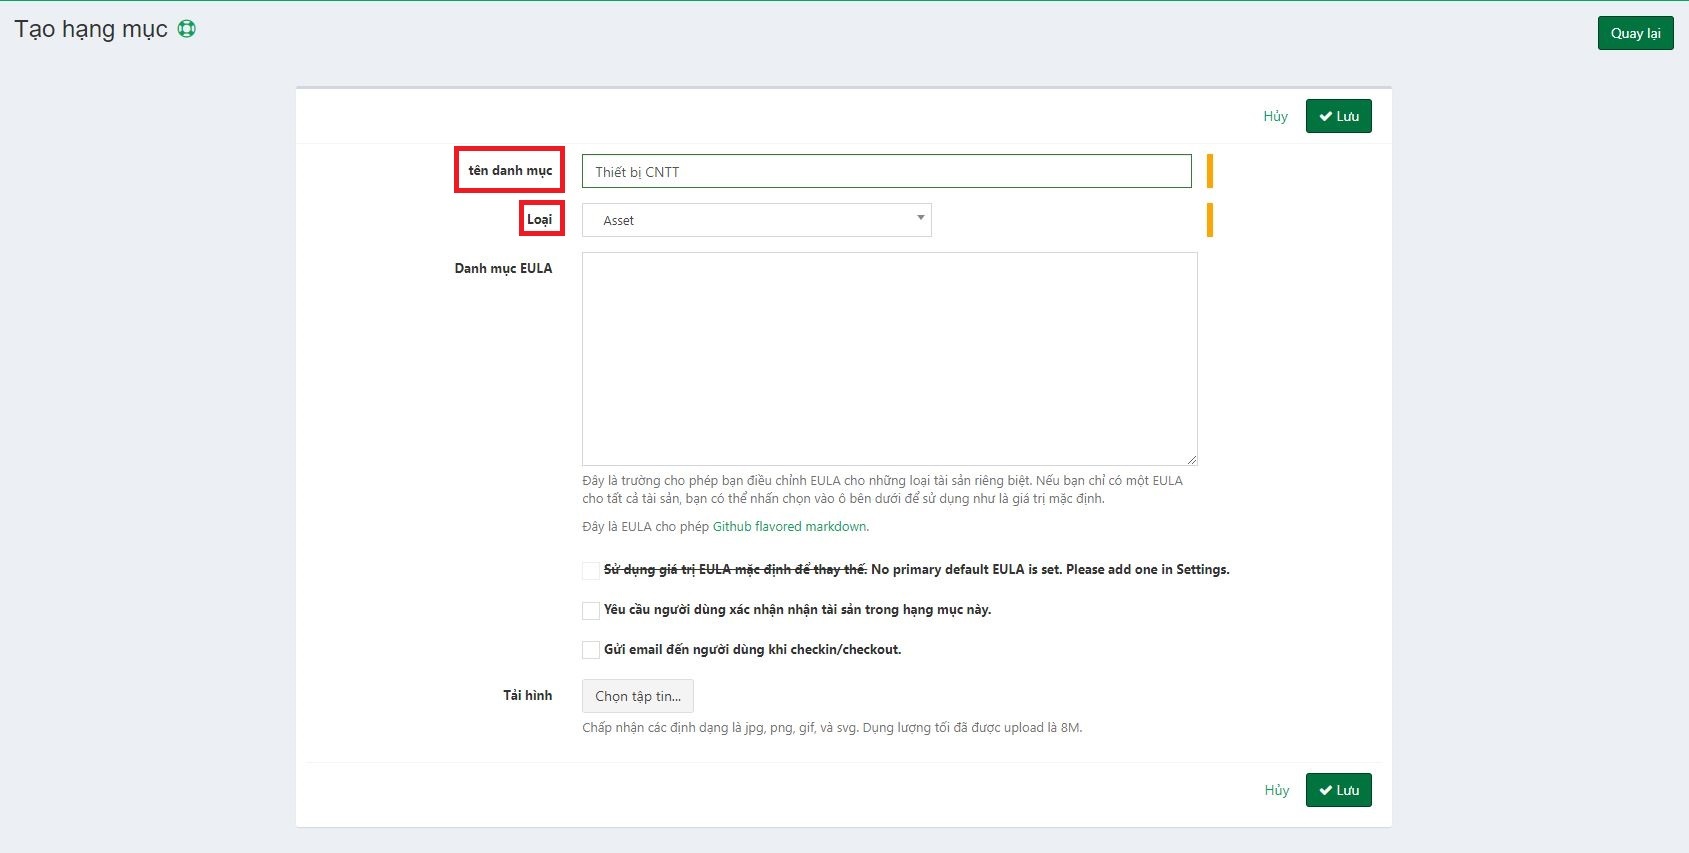 Tạo hạng mục
Quay lại
Hủy
Lưu
tên danh mục
Thiết bị CNTT
Loại
Asset
Danh mục EULA
Đây là trường cho phép bạn điều chỉnh EULA cho những loại tài sản riêng biệt. Nếu bạn chỉ có một EULA
cho tất cả tài sản, bạn có thể nhấn chọn vào ô bên dưới để sử dụng như là giá trị mặc định.
Đây là EULA cho phép Github flavored markdown.
Sử dụng giá trị EULA mặc định để thay thế. No primary default EULA is set. Please add one in Settings.
Yêu cầu người dùng xác nhận nhận tài sản trong hạng mục này.
Gửi email đến người dùng khi checkin/checkout.
Tải hình
Chọn tập tin...
Chấp nhận các định dạng là jpg, png, gif, và svg. Dụng lượng tối đã được upload là 8M.
Hủy
Lưu